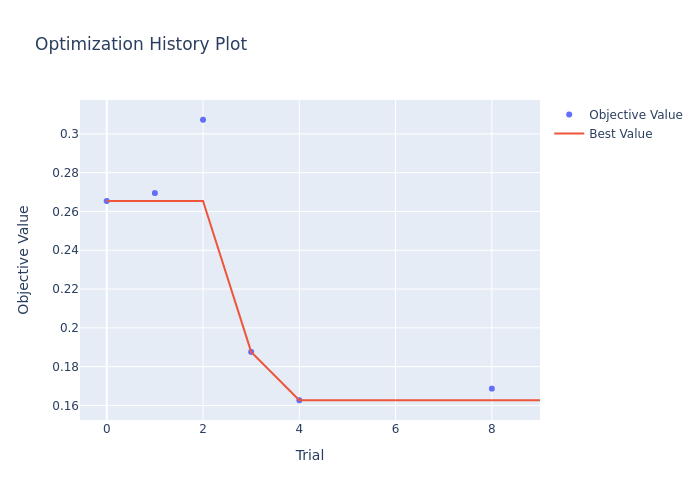 Optimization History Plot
Objective Value
Best Value
0.3
0.28
0.26
0.24
0.22
0.2
0.18
0.16
0 2 4 6 8
Objective Value
Trial